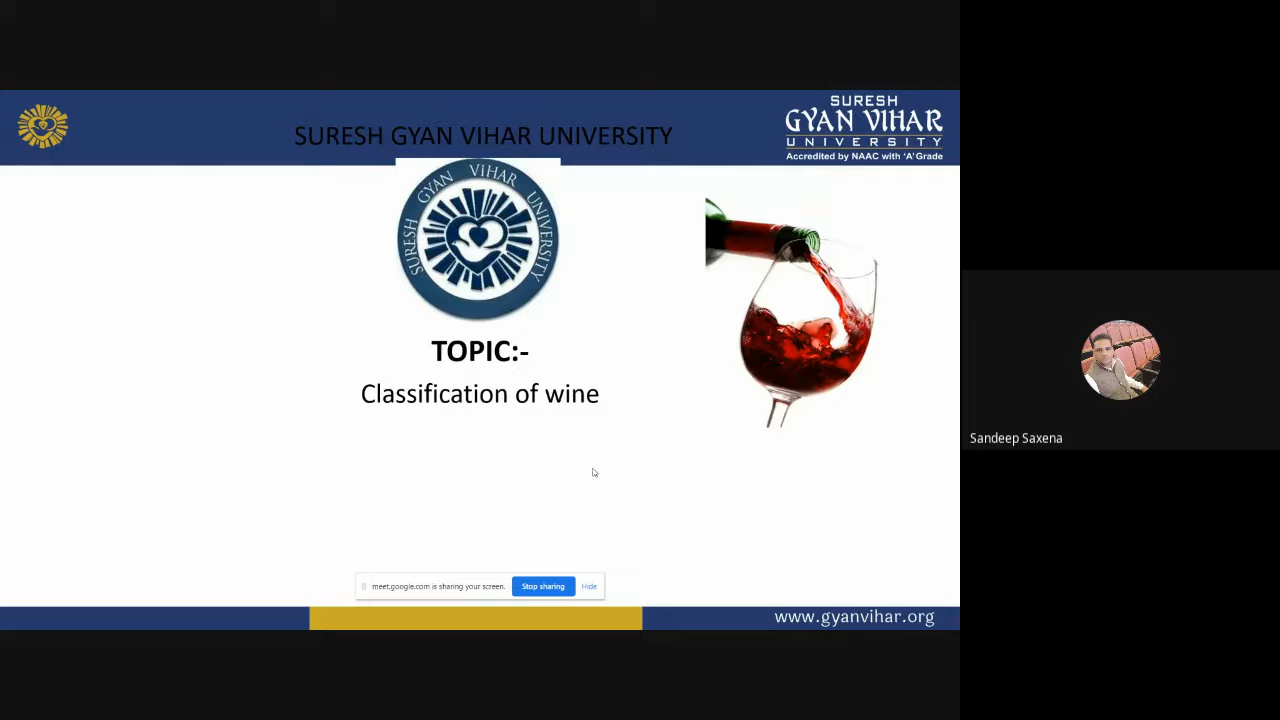 SURESH GYAN VIHAR UNIVERSITY
SURESH
GYAN VIHAR
UNIVERSITY
Accredited by NAAC with 'A' Grade
SURESH GYAN VIHAR UNIVERSITY
TOPIC:-
Classification of wine
Sandeep Saxena
meet.google.com is sharing your screen.
Stop sharing
Hide
www.gyanvihar.org